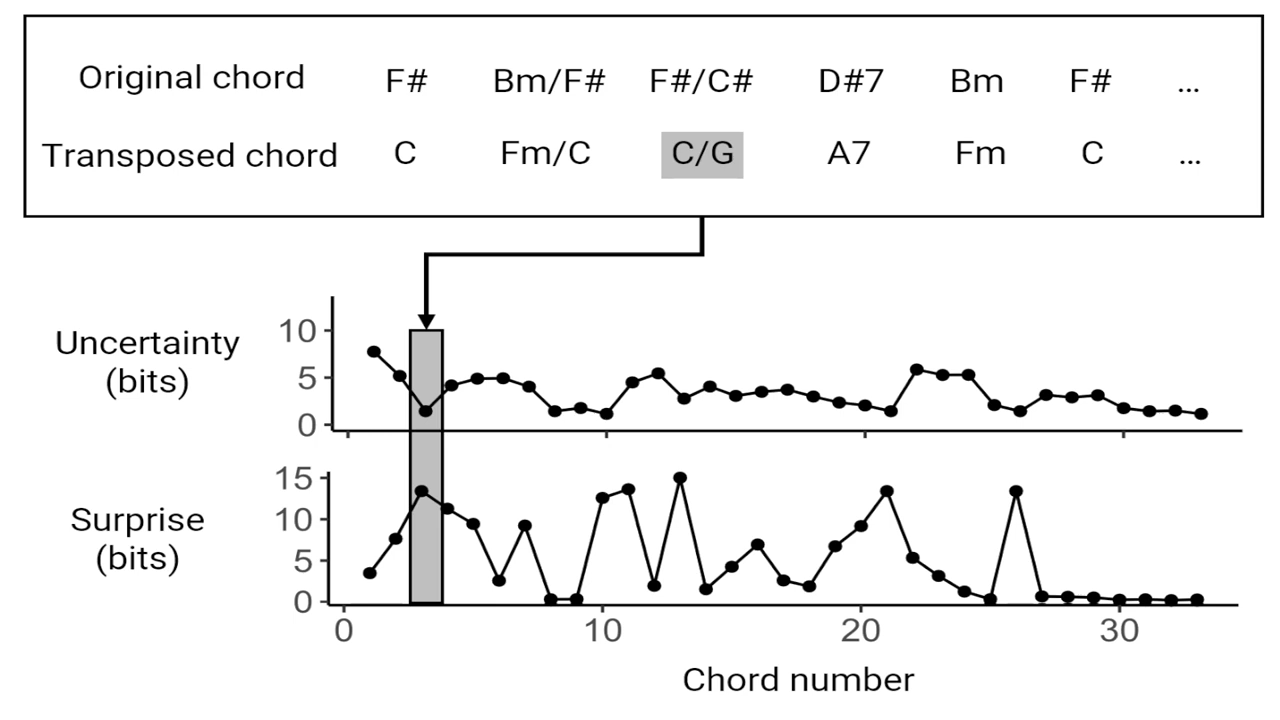 Original chord F# Bm/F# F#/C# D#7 Bm F# ...
Transposed chord C Fm/C C/G A7 Fm C ...
Uncertainty
(bits)
10
5
0
Surprise
(bits)
15
10
5
0
0 10 20 30
Chord number